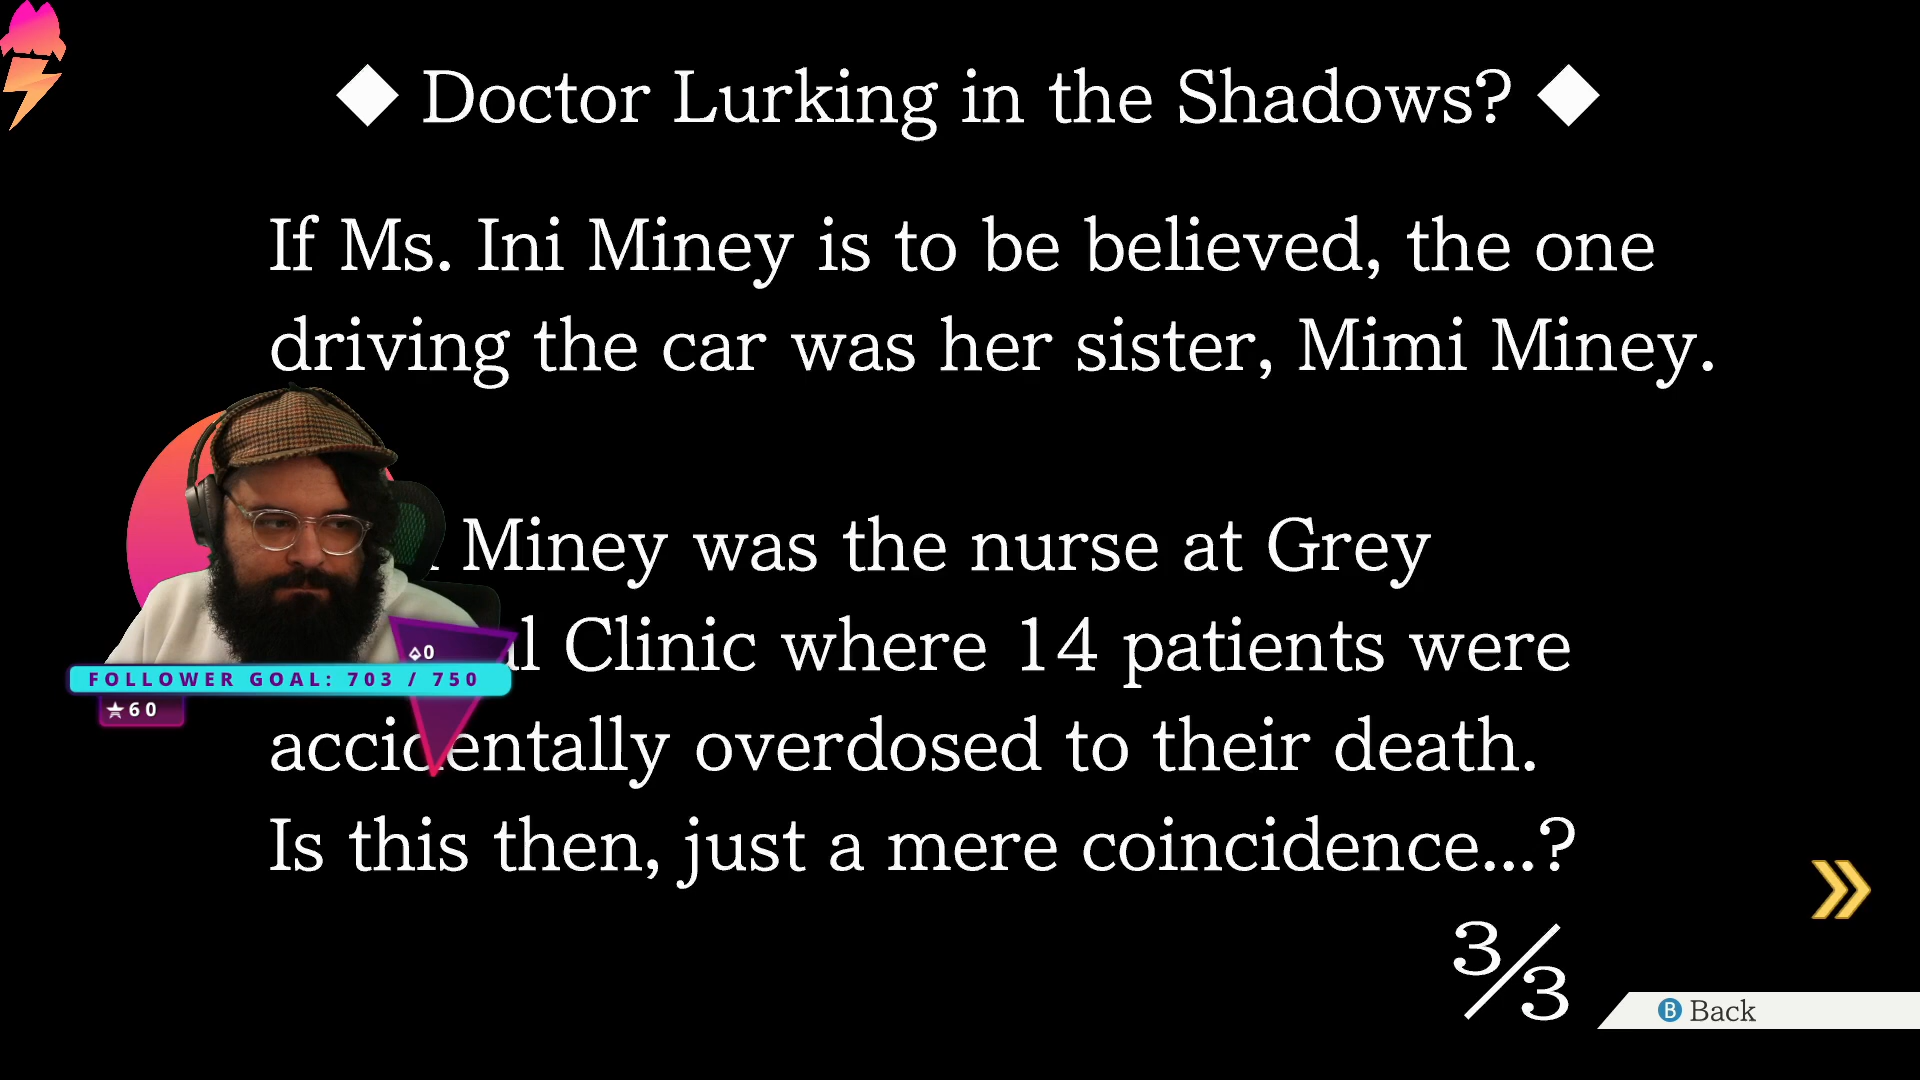 ◆ Doctor Lurking in the Shadows? ◆
If Ms. Ini Miney is to be believed, the one
driving the car was her sister, Mimi Miney.
Miney was the nurse at Grey
Clinic where 14 patients were
accidentally overdosed to their death.
Is this then, just a mere coincidence...?
0
FOLLOWER GOAL: 703 / 750
60
3/3
B Back